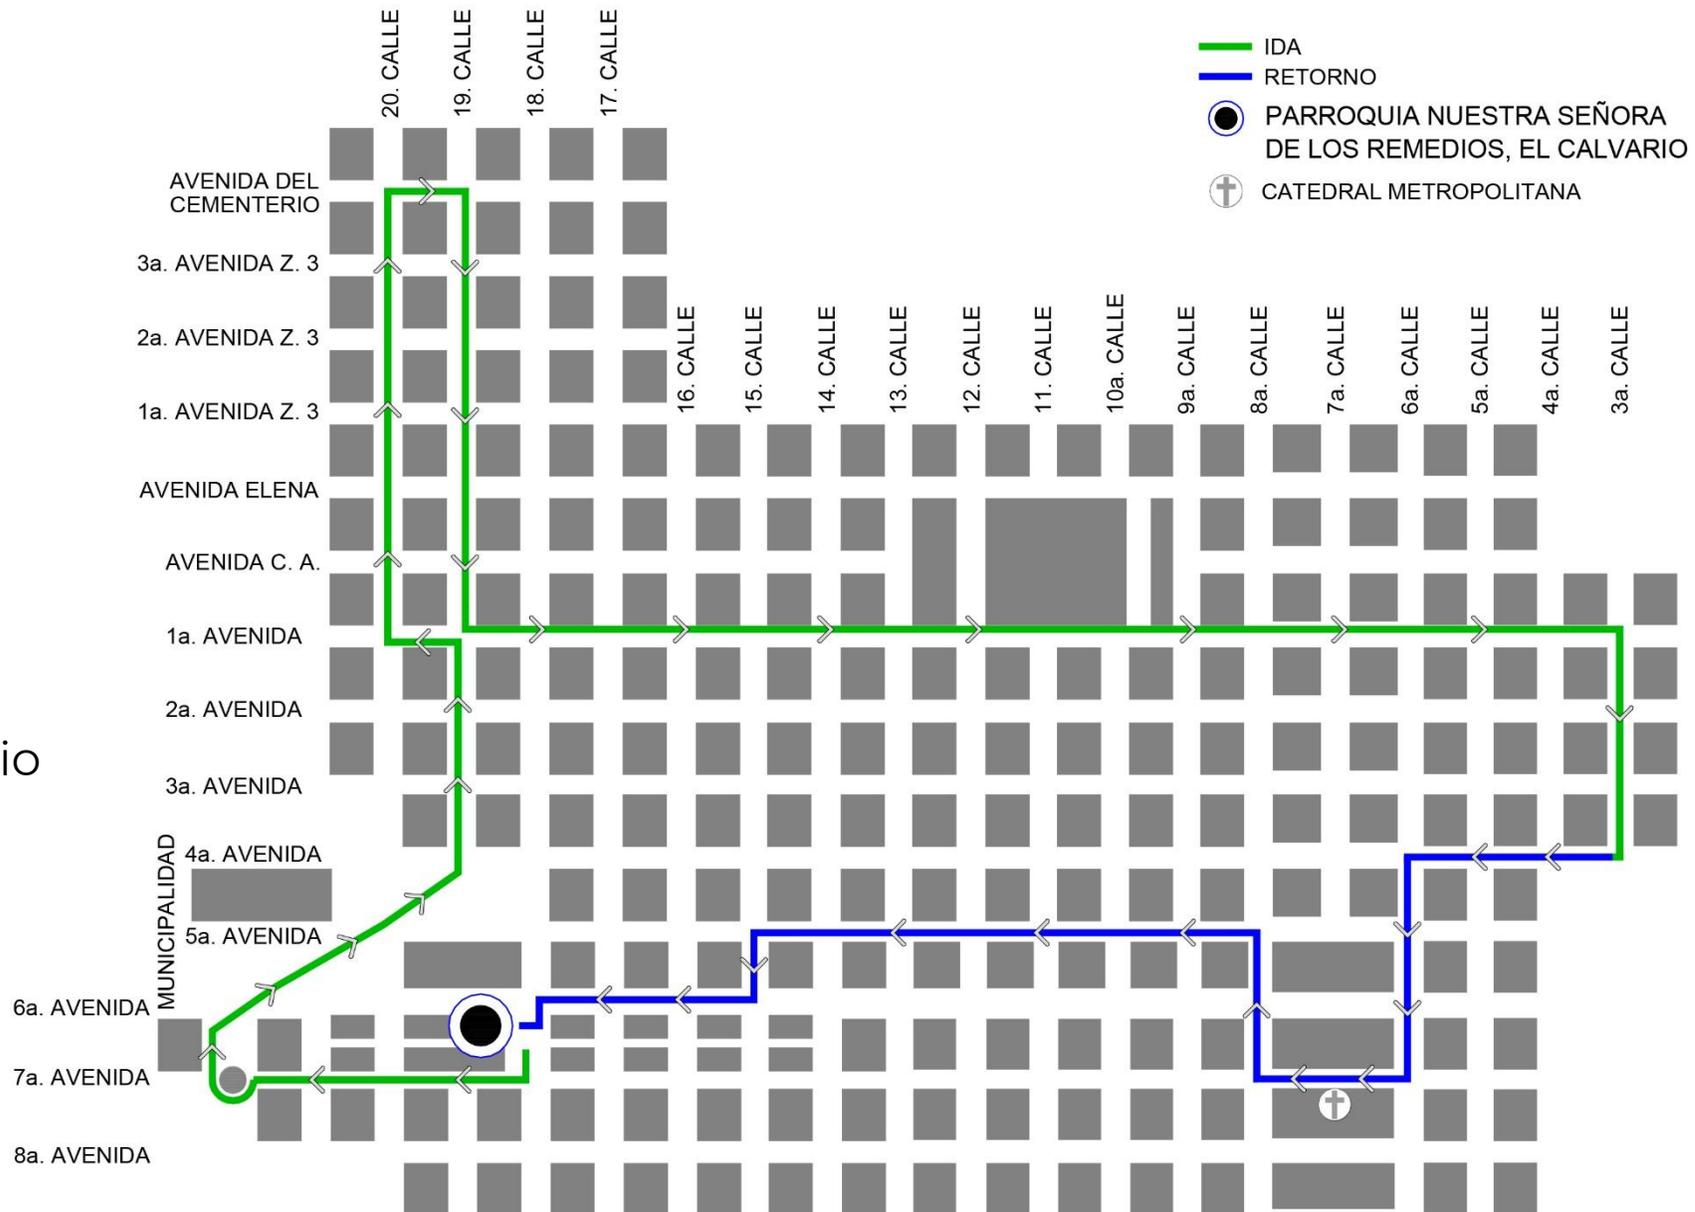 20. CALLE
19. CALLE
18. CALLE
17. CALLE
IDA
RETORNO
PARROQUIA NUESTRA SEÑORA
DE LOS REMEDIOS, EL CALVARIO
CATEDRAL METROPOLITANA
AVENIDA DEL
CEMENTERIO
3a. AVENIDA Z. 3
2a. AVENIDA Z. 3
1a. AVENIDA Z. 3
16. CALLE
15. CALLE
14. CALLE
13. CALLE
12. CALLE
11. CALLE
10a. CALLE
9a. CALLE
8a. CALLE
7a. CALLE
6a. CALLE
5a. CALLE
4a. CALLE
3a. CALLE
AVENIDA ELENA
AVENIDA C. A.
1a. AVENIDA
2a. AVENIDA
io
3a. AVENIDA
4a. AVENIDA
MUNICIPALIDAD
5a. AVENIDA
6a. AVENIDA
7a. AVENIDA
8a. AVENIDA